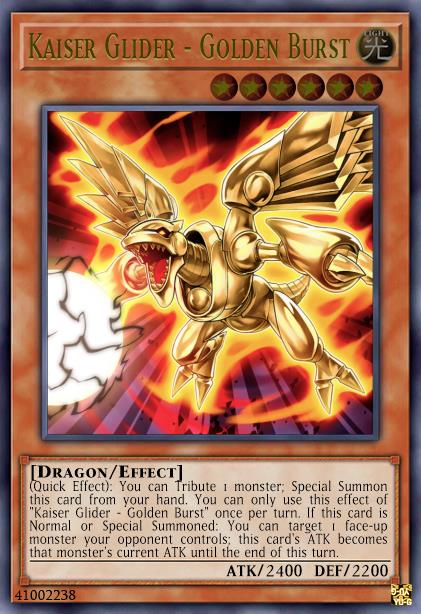 KAISER GLIDER - GOLDEN BURST
LIGHT
光
[DRAGON/EFFECT]
(Quick Effect): You can Tribute 1 monster; Special Summon
this card from your hand. You can only use this effect of
"Kaiser Glider - Golden Burst" once per turn. If this card is
Normal or Special Summoned: You can target 1 face-up
monster your opponent controls; this card's ATK becomes
that monster's current ATK until the end of this turn.
ATK/2400 DEF/2200
41002238